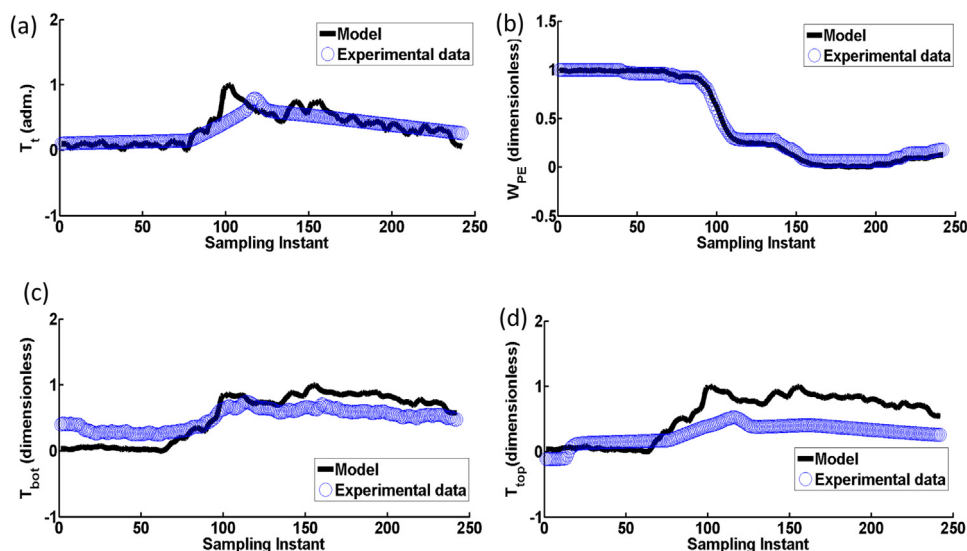 (a)
2
1
0
-1
0
50
100
150
200
250
T_t (adm.)
Sampling Instant
Model
Experimental data
(b)
1.5
1
0.5
0
-0.5
0
50
100
150
200
250
W_PE (dimensionless)
Sampling Instant
Model
Experimental data
(c)
2
1
0
-1
0
50
100
150
200
250
T_bot (dimensionless)
Sampling Instant
Model
Experimental data
(d)
2
1
0
-1
0
50
100
150
200
250
T_top(dimensionless)
Sampling Instant
Model
Experimental data